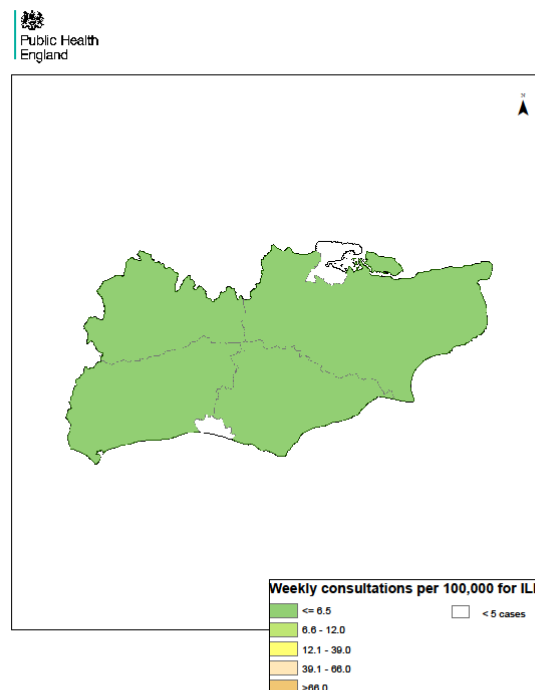 Public Health
England
N
Weekly consultations per 100,000 for ILI
<= 6.5
< 5 cases
6.6 - 12.0
12.1 - 39.0
39.1 - 66.0
>66.0